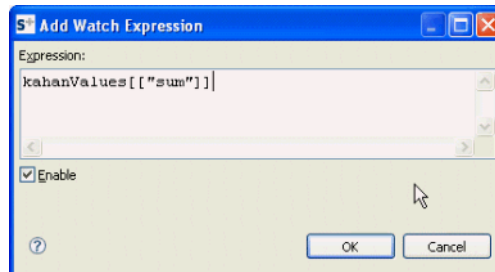 S+ Add Watch Expression
Expression:
kahanValues[["sum"]]
Enable
? OK Cancel